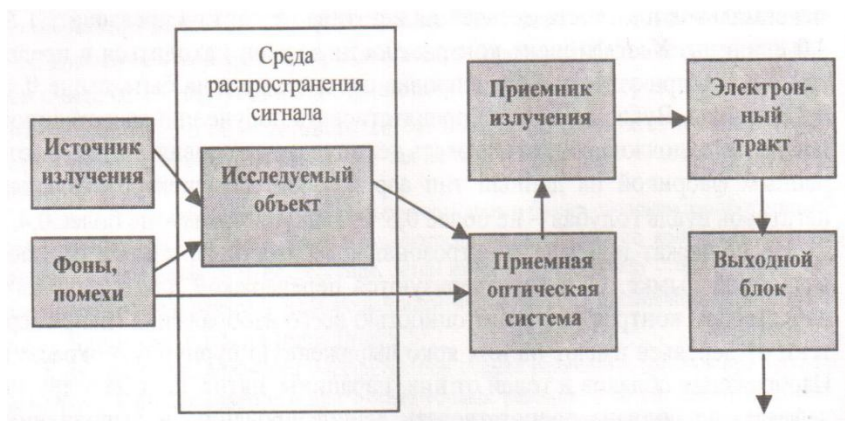 Среда
распространения
сигнала
Источник
излучения
Исследуемый
объект
Фоны,
помехи
Приемник
излучения
Электрон-
ный
тракт
Приемная
оптическая
система
Выходной
блок